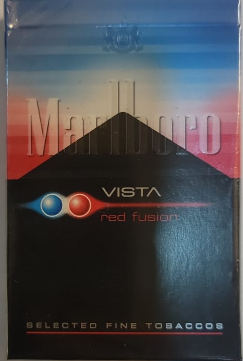 Marlboro
VISTA
red fusion
SELECTED FINE TOBACCOS